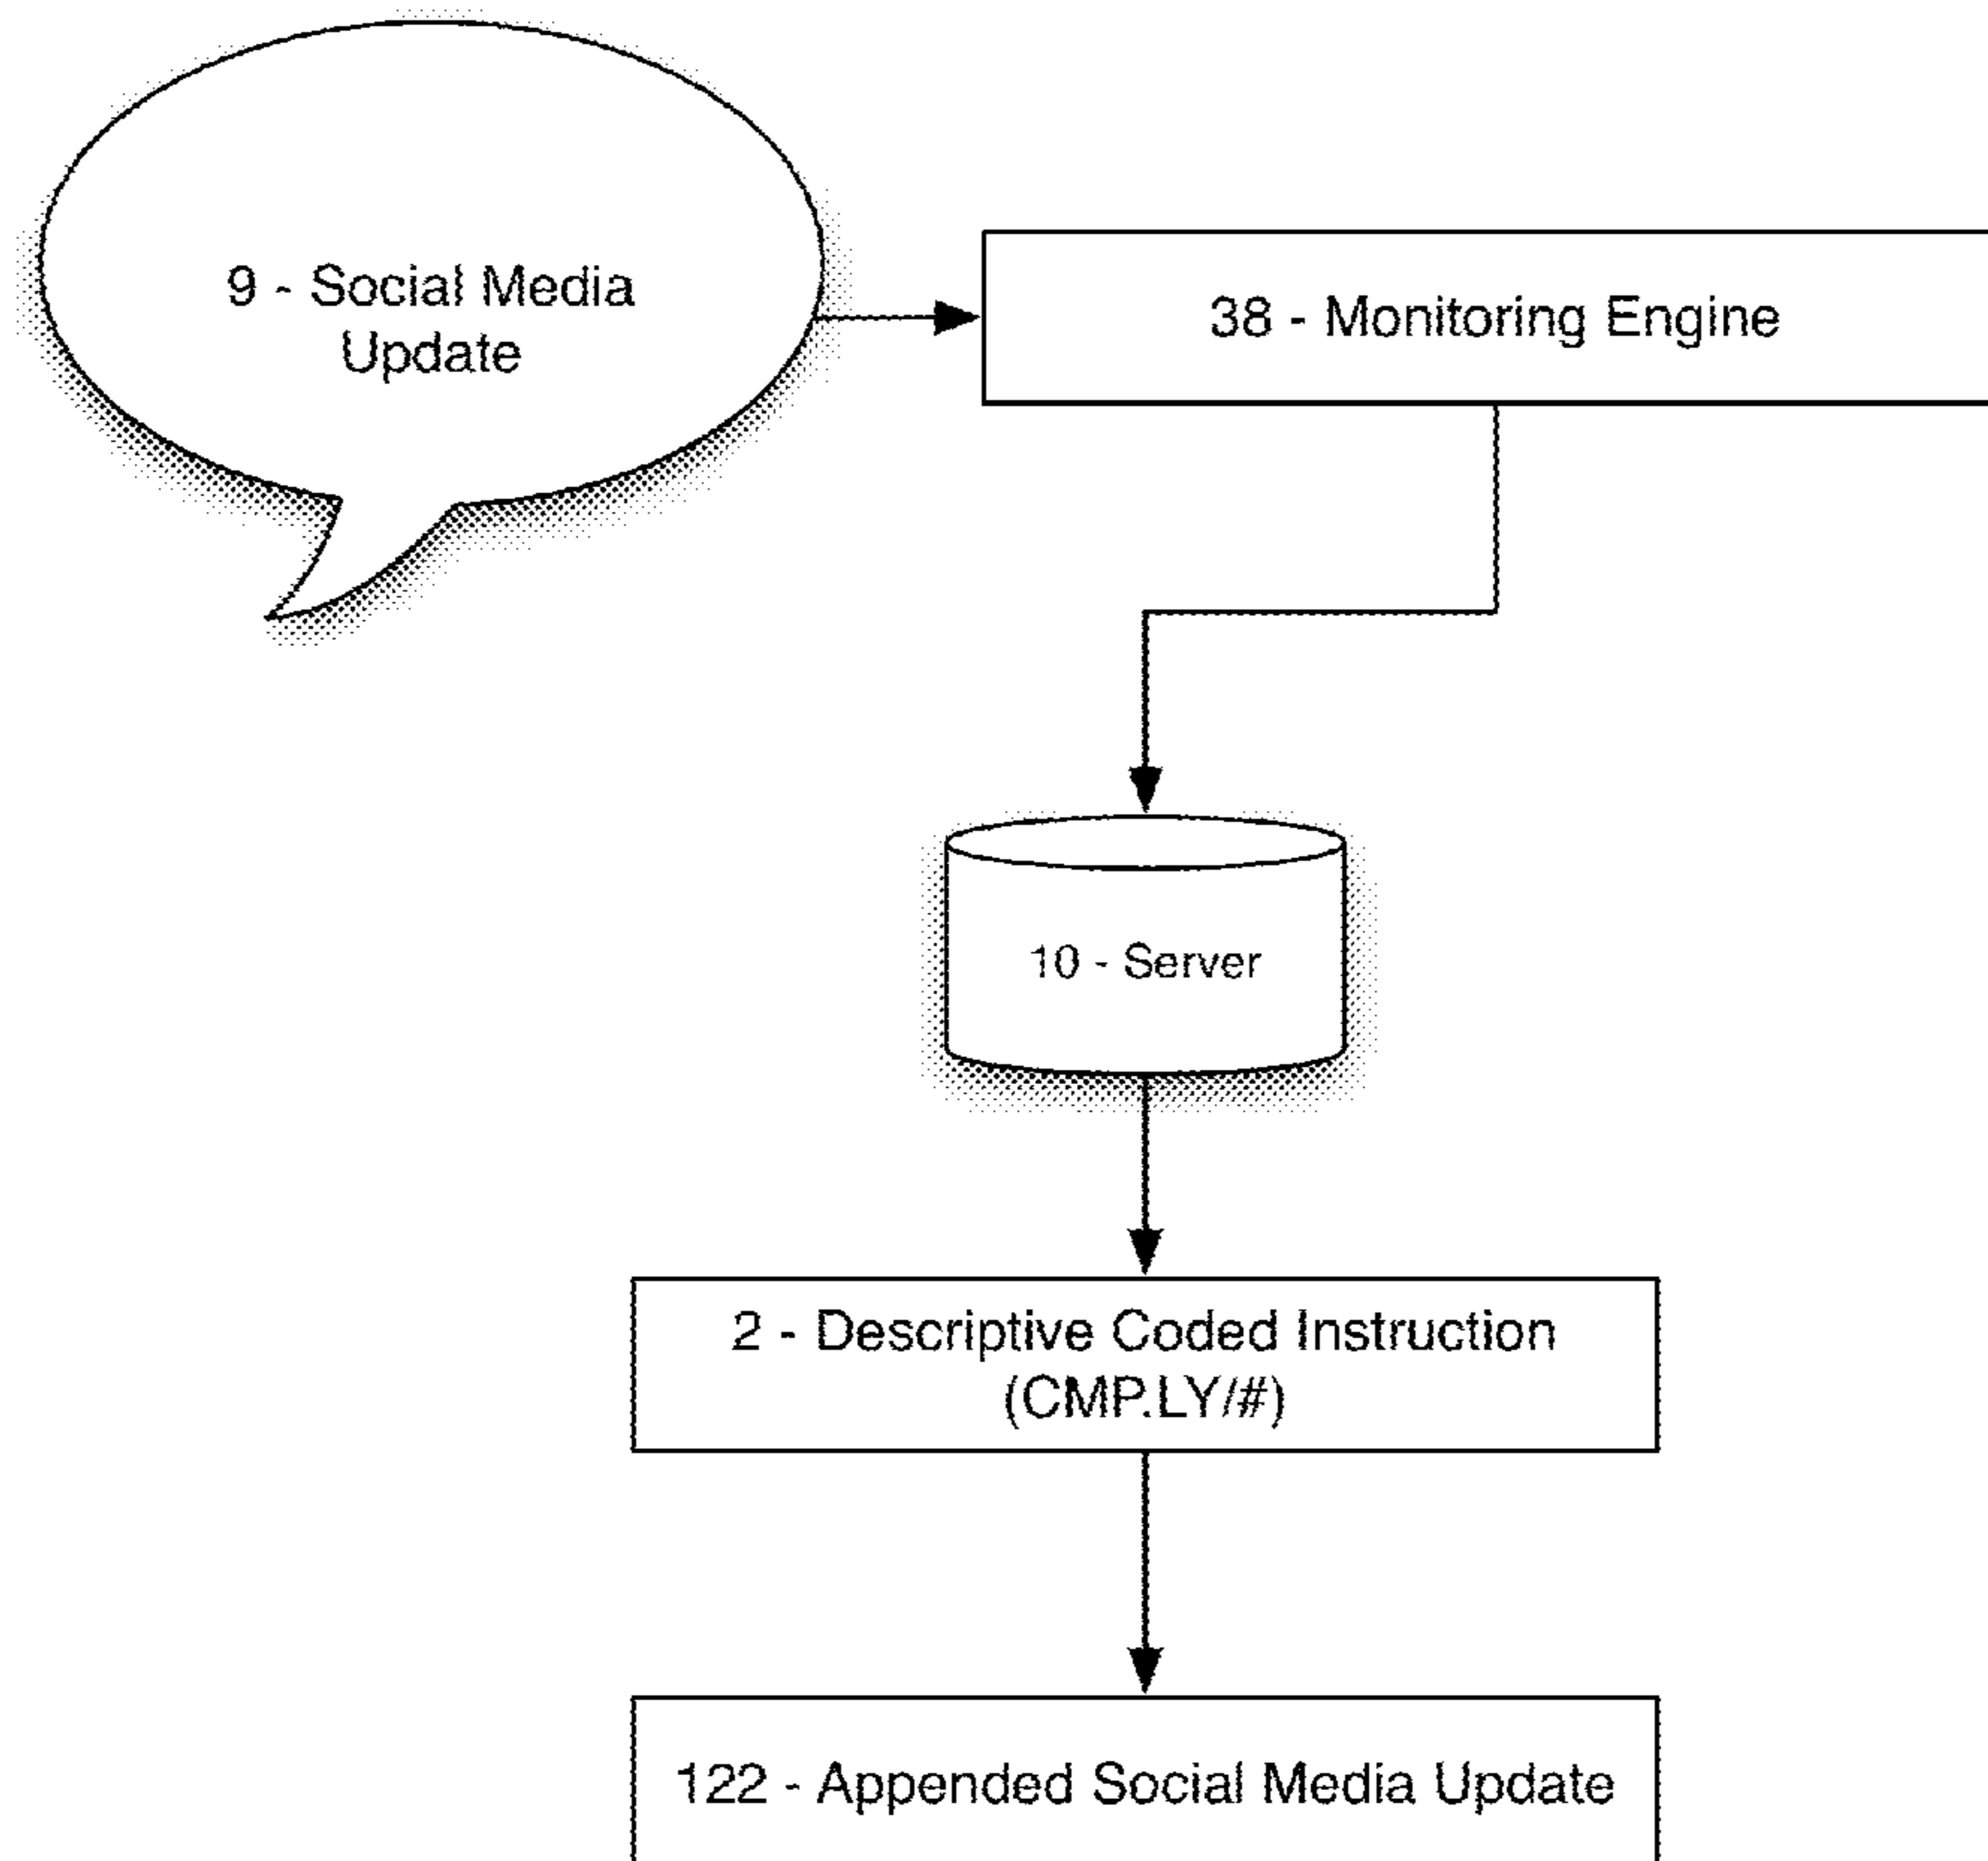 9 - Social Media
Update
38 - Monitoring Engine
10 - Server
2 - Descriptive Coded Instruction
(CMP.LY/#)
122 - Appended Social Media Update